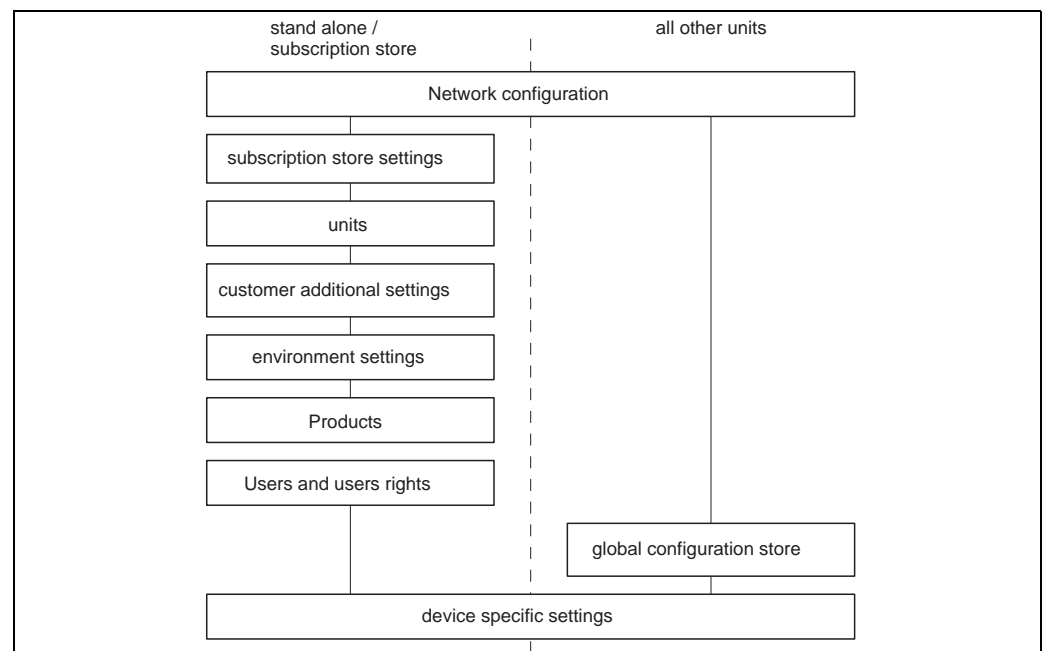 stand alone /
subscription store
all other units
Network configuration
subscription store settings
units
customer additional settings
environment settings
Products
Users and users rights
global configuration store
device specific settings